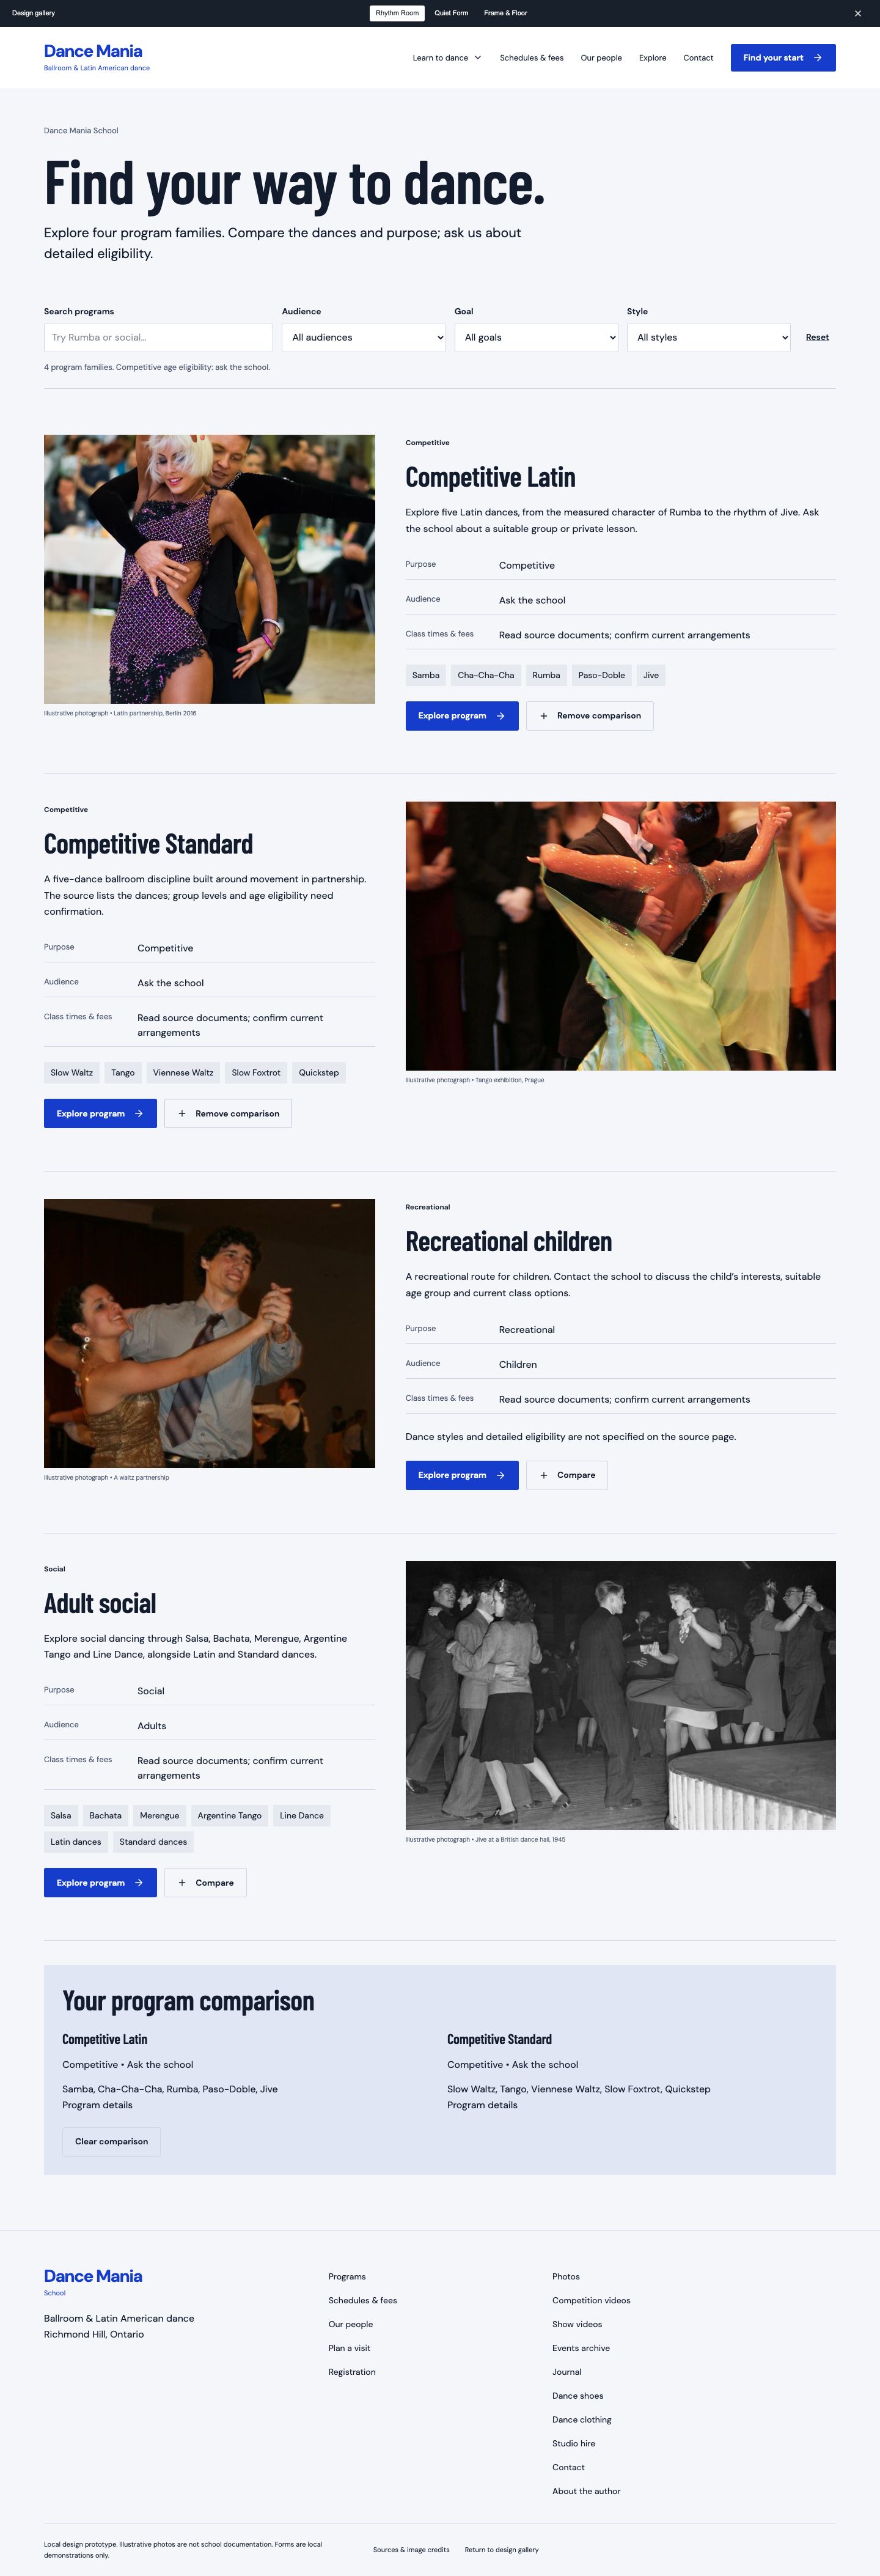 Design gallery
Rhythm Room
Quiet Form
Frame & Floor
Dance Mania
Ballroom & Latin American dance
Learn to dance
Schedules & fees
Our people
Explore
Contact
Find your start
Dance Mania School
Find your way to dance.
Explore four program families. Compare the dances and purpose; ask us about
detailed eligibility.
Search programs
Audience
Goal
Style
Try Rumba or social...
All audiences
All goals
All styles
Reset
4 program families. Competitive age eligibility: ask the school.
Illustrative photograph • Latin partnership, Berlin 2016
Competitive
Competitive Latin
Explore five Latin dances, from the measured character of Rumba to the rhythm of Jive. Ask
the school about a suitable group or private lesson.
Purpose
Competitive
Audience
Ask the school
Class times & fees
Read source documents; confirm current arrangements
Samba
Cha-Cha-Cha
Rumba
Paso-Doble
Jive
Explore program
Remove comparison
Competitive
Competitive Standard
A five-dance ballroom discipline built around movement in partnership.
The source lists the dances; group levels and age eligibility need
confirmation.
Purpose
Competitive
Audience
Ask the school
Class times & fees
Read source documents; confirm current
arrangements
Slow Waltz
Tango
Viennese Waltz
Slow Foxtrot
Quickstep
Explore program
Remove comparison
Illustrative photograph • Tango exhibition, Prague
Illustrative photograph • A waltz partnership
Recreational
Recreational children
A recreational route for children. Contact the school to discuss the child's interests, suitable
age group and current class options.
Purpose
Recreational
Audience
Children
Class times & fees
Read source documents; confirm current arrangements
Dance styles and detailed eligibility are not specified on the source page.
Explore program
Compare
Social
Adult social
Explore social dancing through Salsa, Bachata, Merengue, Argentine
Tango and Line Dance, alongside Latin and Standard dances.
Purpose
Social
Audience
Adults
Class times & fees
Read source documents; confirm current
arrangements
Salsa
Bachata
Merengue
Argentine Tango
Line Dance
Latin dances
Standard dances
Explore program
Compare
Illustrative photograph • Jive at a British dance hall, 1945
Your program comparison
Competitive Latin
Competitive • Ask the school
Samba, Cha-Cha-Cha, Rumba, Paso-Doble, Jive
Program details
Competitive Standard
Competitive • Ask the school
Slow Waltz, Tango, Viennese Waltz, Slow Foxtrot, Quickstep
Program details
Clear comparison
Dance Mania
School
Ballroom & Latin American dance
Richmond Hill, Ontario
Programs
Schedules & fees
Our people
Plan a visit
Registration
Photos
Competition videos
Show videos
Events archive
Journal
Dance shoes
Dance clothing
Studio hire
Contact
About the author
Local design prototype. Illustrative photos are not school documentation. Forms are local
demonstrations only.
Sources & image credits
Return to design gallery